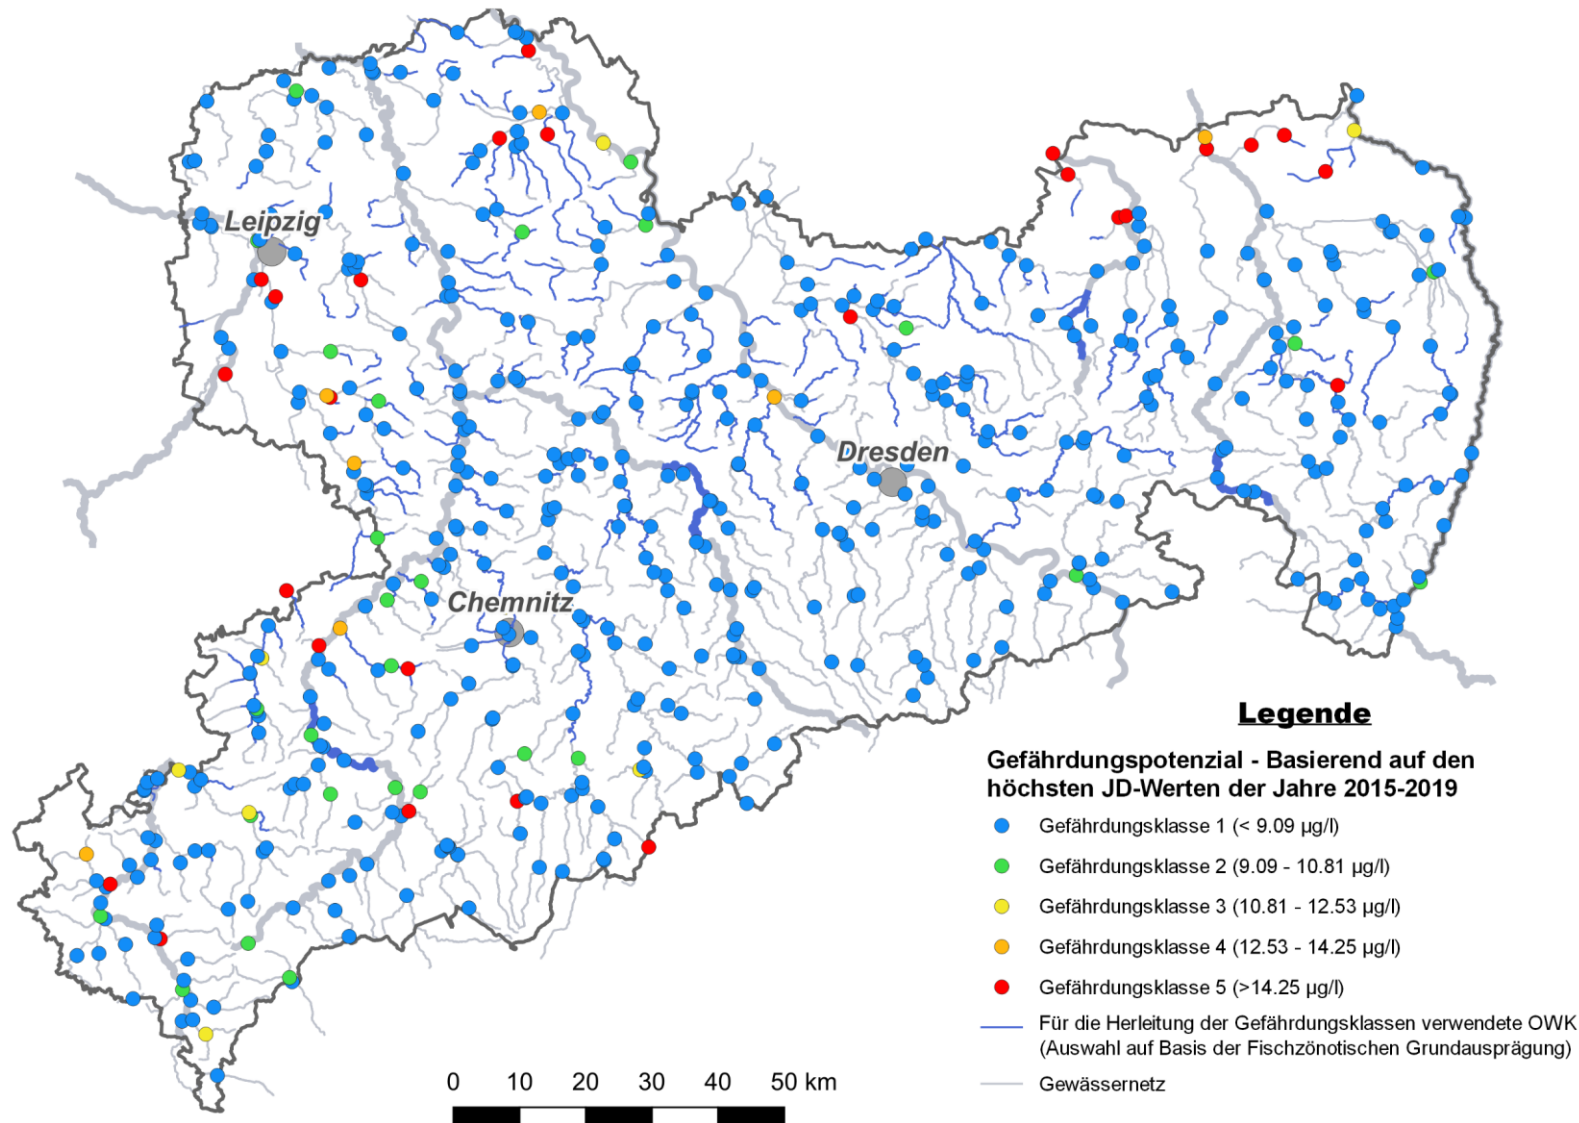 Leipzig
Dresden
Chemnitz
Legende
Gefährdungspotenzial - Basierend auf den
höchsten JD-Werten der Jahre 2015-2019
Gefährdungsklasse 1 (< 9.09 µg/l)
Gefährdungsklasse 2 (9.09 - 10.81 µg/l)
Gefährdungsklasse 3 (10.81 - 12.53 µg/l)
Gefährdungsklasse 4 (12.53 - 14.25 µg/l)
Gefährdungsklasse 5 (>14.25 µg/l)
Für die Herleitung der Gefährdungsklassen verwendete OWK
(Auswahl auf Basis der Fischzönotischen Grundausprägung)
Gewässernetz
0 10 20 30 40 50 km